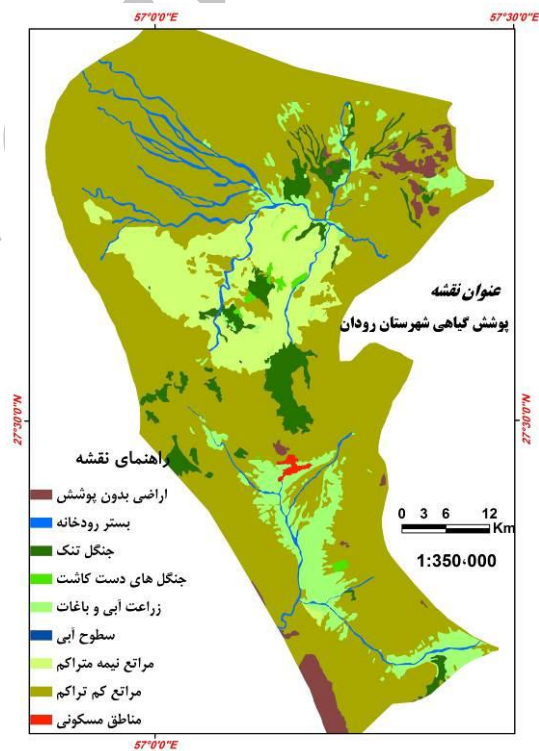 57°0'0"E
57°30'0"E
عنوان نقشه
پوشش گیاهی شهرستان رودان
27°30'0"N
27°30'0"N
راهنمای نقشه
اراضی بدون پوشش
بستر رودخانه
جنگل تنک
جنگل های دست کاشت
زراعت آبی و باغات
سطوح آبی
مراتع نیمه متراکم
مراتع کم تراکم
مناطق مسکونی
0 3 6 12
Km
1:350،000
57°0'0"E